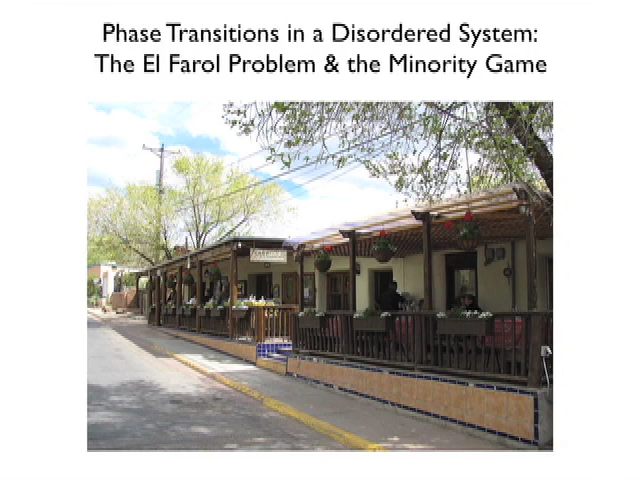 Phase Transitions in a Disordered System:
The El Farol Problem & the Minority Game